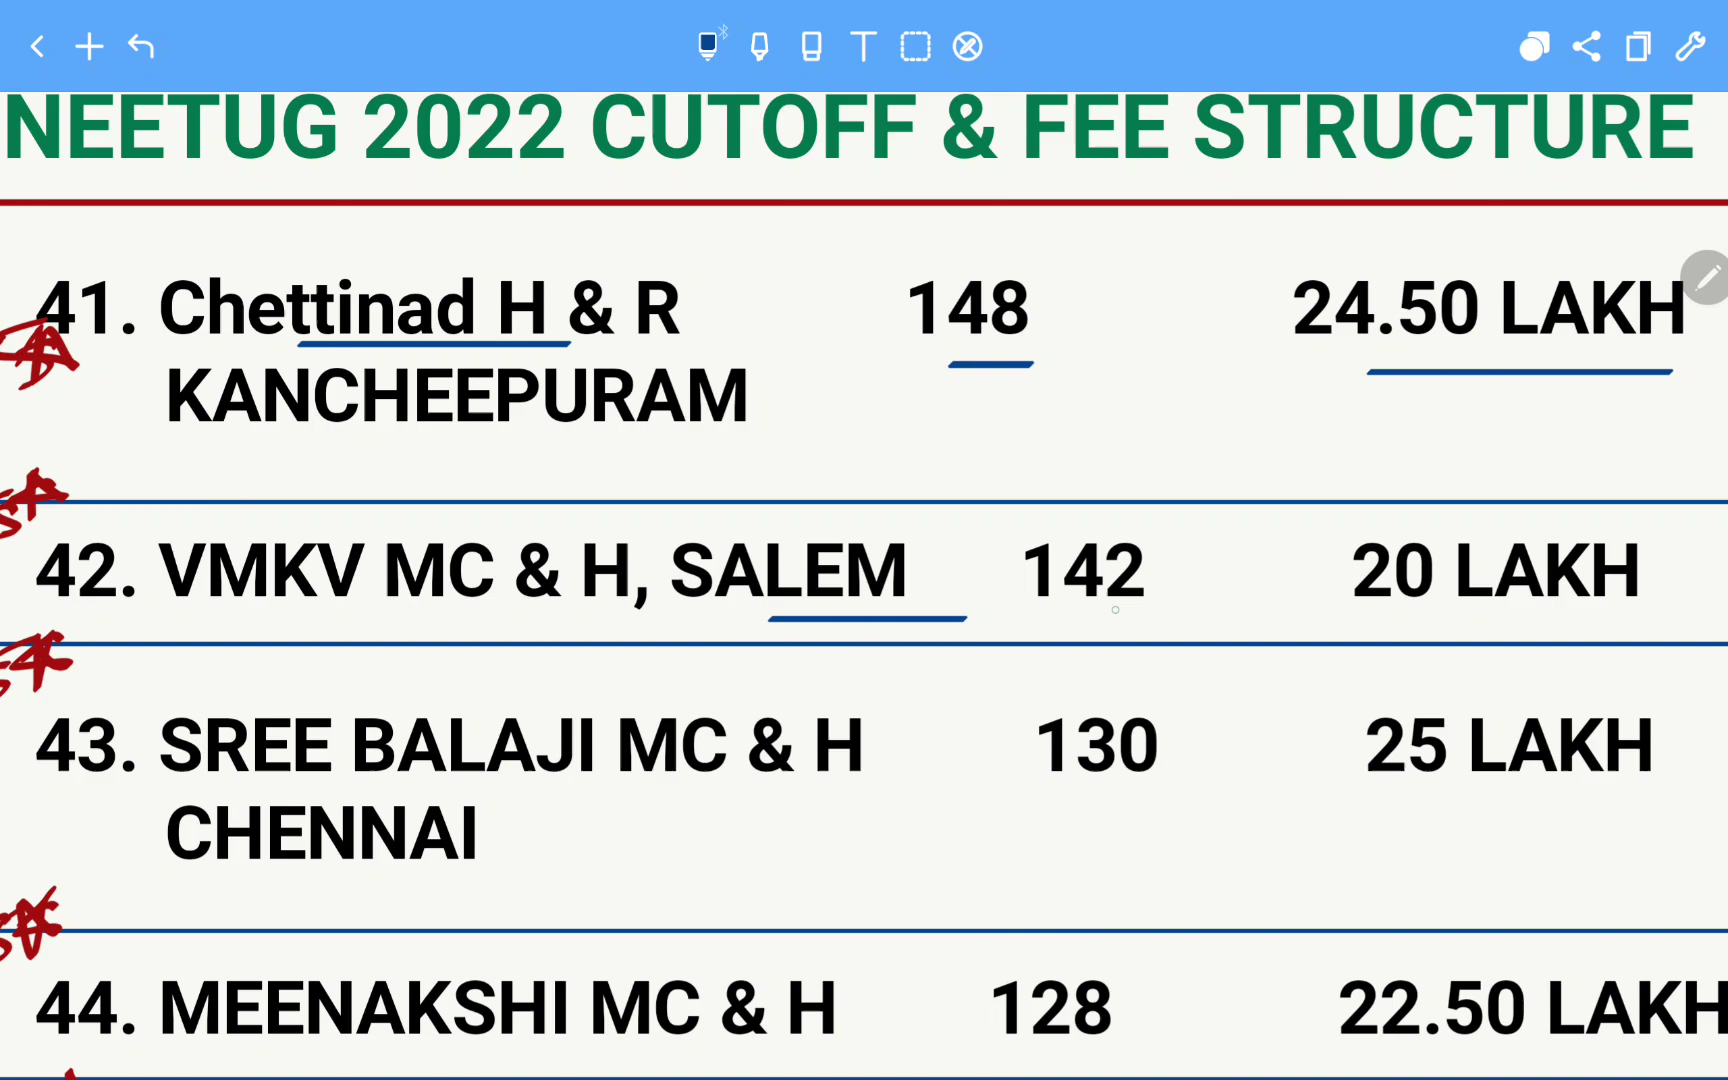 NEETUG 2022 CUTOFF & FEE STRUCTURE
41. Chettinad H & R 148 24.50 LAKH
KANCHEEPURAM
42. VMKV MC & H, SALEM 142 20 LAKH
43. SREE BALAJI MC & H 130 25 LAKH
CHENNAI
44. MEENAKSHI MC & H 128 22.50 LAKH